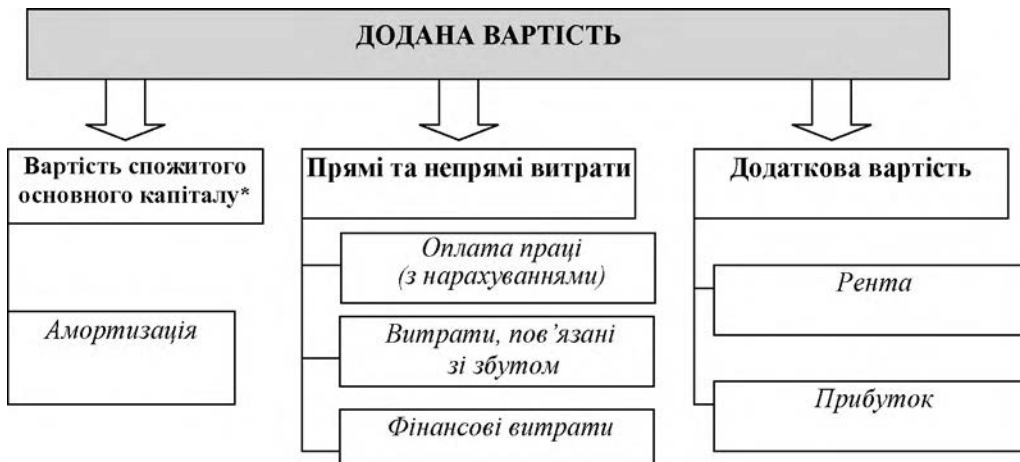 ДОДАНА ВАРТІСТЬ
Вартість спожитого
основного капіталу*
Амортизація
Прямі та непрямі витрати
Оплата праці
(з нарахуваннями)
Витрати, пов’язані
зі збутом
Фінансові витрати
Додаткова вартість
Рента
Прибуток